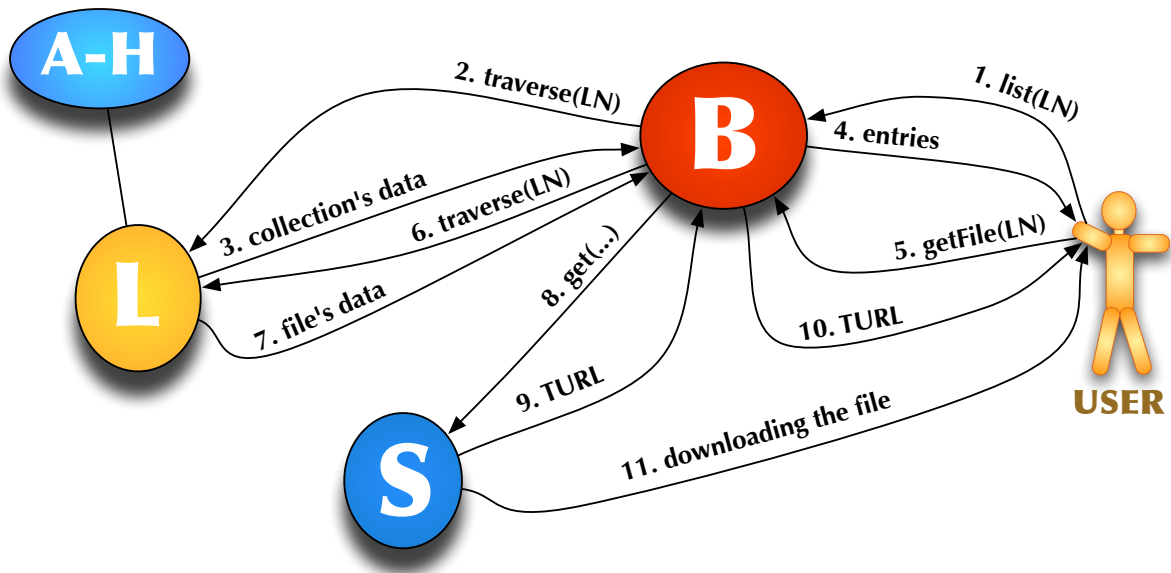 A-H
B
L
S
1. list(LN)
2. traverse(LN)
3. collection's data
4. entries
5. getFile(LN)
6. traverse(LN)
7. file's data
8. get(...)
9. TURL
10. TURL
11. downloading the file
USER